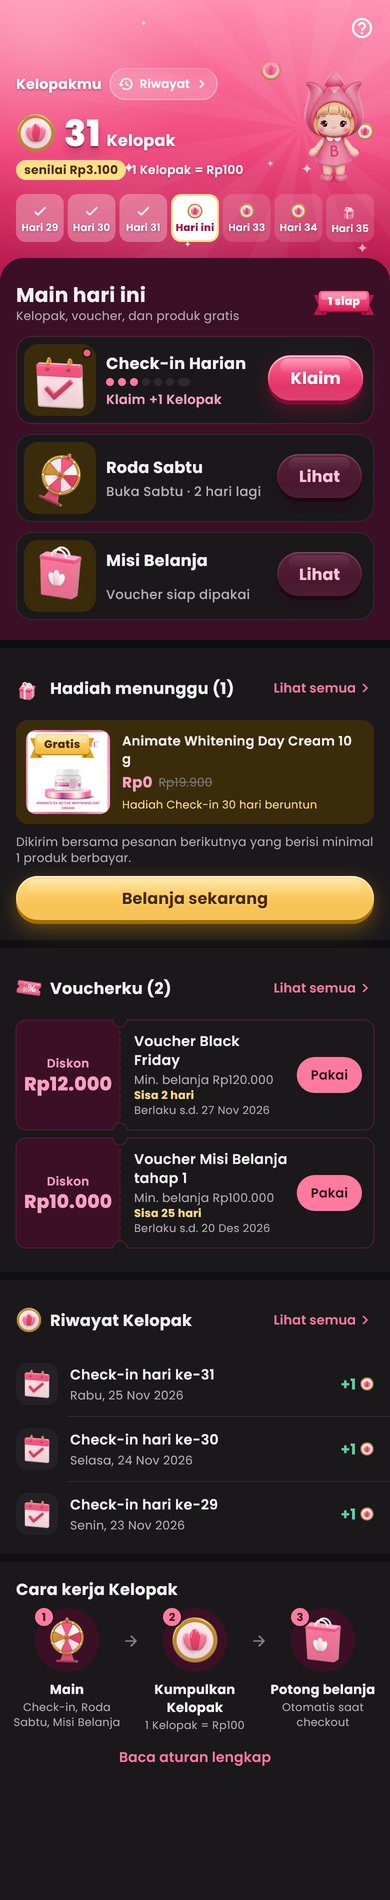 Kelopakmu
Riwayat
31 Kelopak
senilai Rp3.100 1 Kelopak = Rp100
Hari 29
Hari 30
Hari 31
Hari ini
Hari 33
Hari 34
Hari 35
Main hari ini
Kelopak, voucher, dan produk gratis
1 siap
Check-in Harian
Klaim +1 Kelopak
Klaim
Roda Sabtu
Buka Sabtu · 2 hari lagi
Lihat
Misi Belanja
Voucher siap dipakai
Lihat
Hadiah menunggu (1)
Lihat semua
Gratis
ANIMATE RE ACTIVE WHITENING DAY
CREAM
Animate Whitening Day Cream 10
g
Rp0 Rp19.900
Hadiah Check-in 30 hari beruntun
Dikirim bersama pesanan berikutnya yang berisi minimal
1 produk berbayar.
Belanja sekarang
Voucherku (2)
Lihat semua
Diskon
Rp12.000
Voucher Black
Friday
Min. belanja Rp120.000
Sisa 2 hari
Berlaku s.d. 27 Nov 2026
Pakai
Diskon
Rp10.000
Voucher Misi Belanja
tahap 1
Min. belanja Rp100.000
Sisa 25 hari
Berlaku s.d. 20 Des 2026
Pakai
Riwayat Kelopak
Lihat semua
Check-in hari ke-31
Rabu, 25 Nov 2026
+1
Check-in hari ke-30
Selasa, 24 Nov 2026
+1
Check-in hari ke-29
Senin, 23 Nov 2026
+1
Cara kerja Kelopak
1
2
3
Main
Check-in, Roda
Sabtu, Misi Belanja
Kumpulkan
Kelopak
1 Kelopak = Rp100
Potong belanja
Otomatis saat
checkout
Baca aturan lengkap